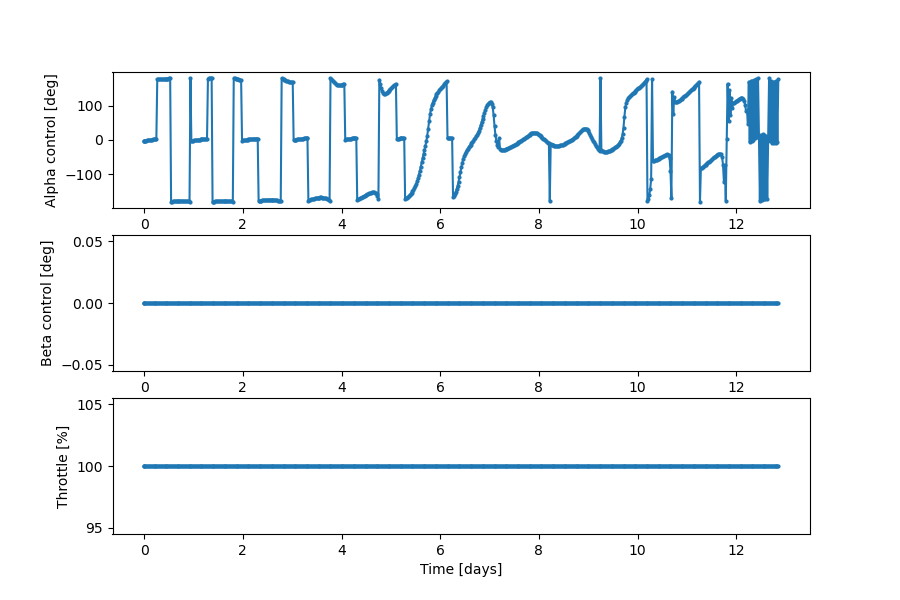 Alpha control [deg]
100
0
−100
0 2 4 6 8 10 12
Beta control [deg]
0.05
0.00
−0.05
0 2 4 6 8 10 12
Throttle [%]
105
100
95
0 2 4 6 8 10 12
Time [days]